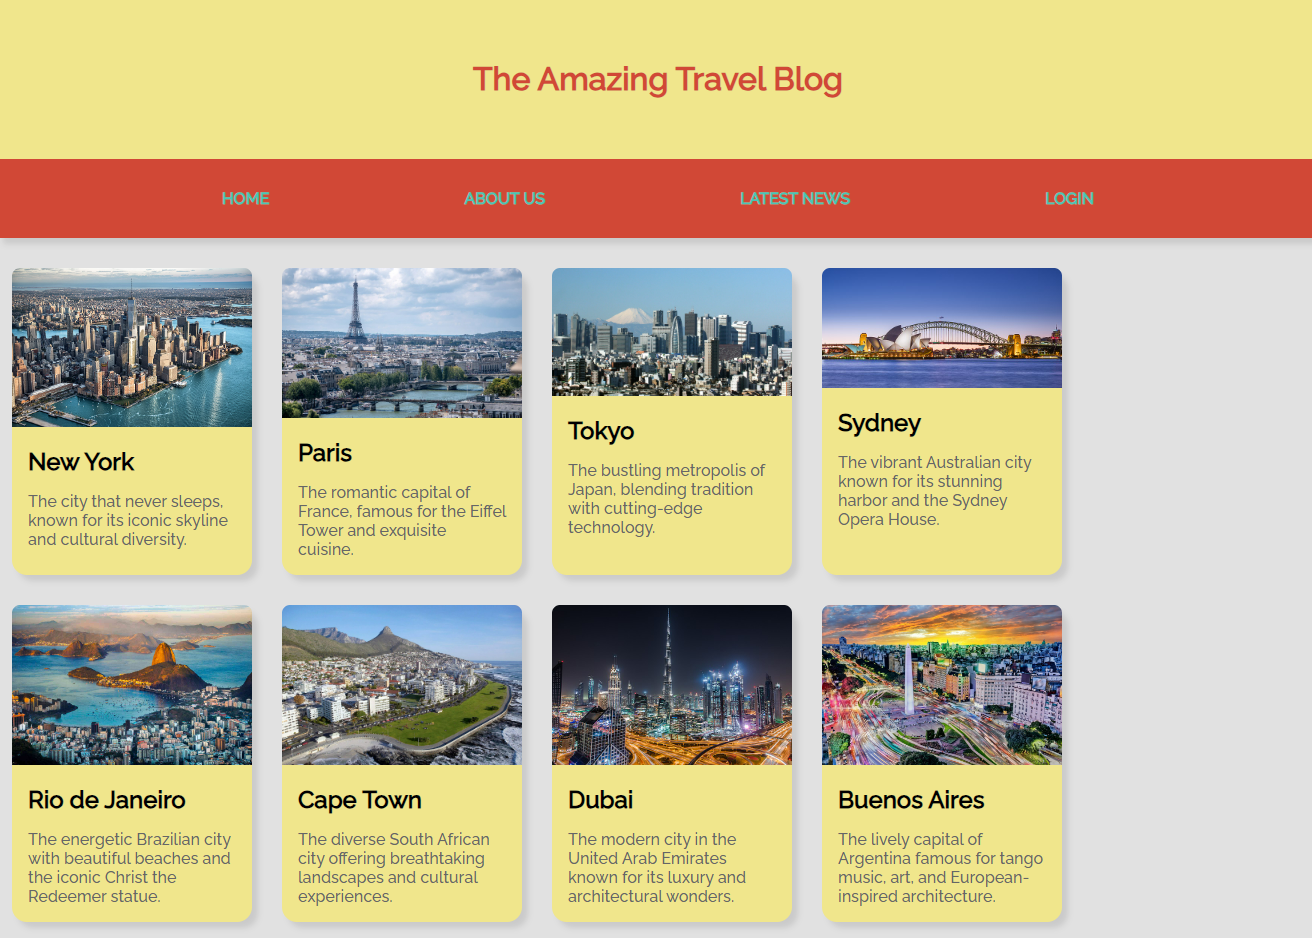 The Amazing Travel Blog
HOME
ABOUT US
LATEST NEWS
LOGIN
New York
The city that never sleeps,
known for its iconic skyline
and cultural diversity.
Paris
The romantic capital of
France, famous for the Eiffel
Tower and exquisite
cuisine.
Tokyo
The bustling metropolis of
Japan, blending tradition
with cutting-edge
technology.
Sydney
The vibrant Australian city
known for its stunning
harbor and the Sydney
Opera House.
Rio de Janeiro
The energetic Brazilian city
with beautiful beaches and
the iconic Christ the
Redeemer statue.
Cape Town
The diverse South African
city offering breathtaking
landscapes and cultural
experiences.
Dubai
The modern city in the
United Arab Emirates
known for its luxury and
architectural wonders.
Buenos Aires
The lively capital of
Argentina famous for tango
music, art, and European-
inspired architecture.